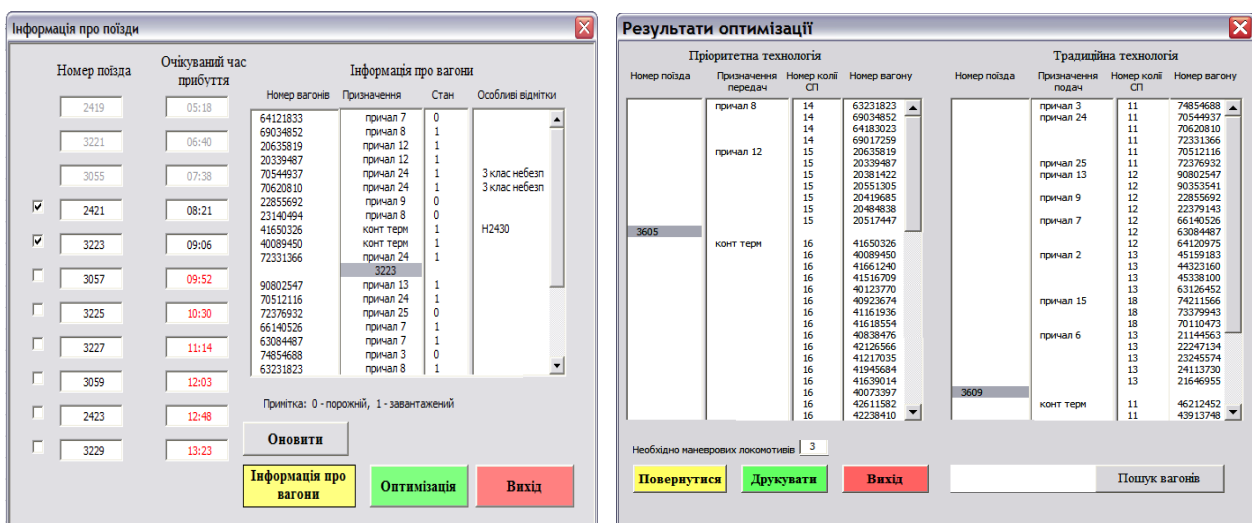 Інформація про поїзди
Номер поїзда
Очікуваний час
прибуття
2419 05:18
3221 06:40
3055 07:38
2421 08:21
3223 09:06
3057 09:52
3225 10:30
3227 11:14
3059 12:03
2423 12:48
3229 13:23
Інформація про вагони
Номер вагонів Призначення Стан Особливі відмітки
64121833 причал 7 0
69034852 причал 8 1
20635819 причал 12 1
20339487 причал 12 1
70544937 причал 24 1 3 клас небезп
70620810 причал 24 1 3 клас небезп
22855692 причал 9 0
23140494 причал 8 0
41650326 конт терм 1 H2430
40089450 конт терм 1
72331366 причал 24 1
3223
90802547 причал 13 1
70512116 причал 24 1
72376932 причал 25 0
66140526 причал 7 1
63084487 причал 7 1
74854688 причал 3 0
63231823 причал 8 1
Примітка: 0 - порожній, 1 - завантажений
Оновити
Інформація про
вагони
Оптимізація
Вихід
Результати оптимізації
Пріоритетна технологія
Номер поїзда Призначення Номер колії Номер вагону
передач СП
причал 8 14 63231823
14 69034852
14 64183023
14 69017259
причал 12 15 20635819
15 20339487
15 20381422
15 20551305
15 20419685
15 20484838
15 20517447
3605
конт терм 16 41650326
16 40089450
16 41661240
16 41516709
16 40123770
16 40923674
16 41161936
16 41618554
16 40838476
16 42126566
16 41217035
16 41945684
16 41639014
16 40073397
16 42611582
16 42238410
Традиційна технологія
Номер поїзда Призначення Номер колії Номер вагону
подач СП
причал 3 11 74854688
причал 24 11 70544937
11 70620810
11 72331366
11 70512116
причал 25 11 72376932
причал 13 12 90802547
12 90353541
причал 9 12 22855692
12 22379143
причал 7 12 66140526
12 63084487
12 64120975
причал 2 13 45159183
13 44323160
13 45338100
13 63126452
причал 15 18 74211566
18 73379943
18 70110473
причал 6 13 21144563
13 22247134
13 23245574
13 24113730
13 21646955
3609
конт терм 11 46212452
11 43913748
Необхідно маневрових локомотивів 3
Повернутися
Друкувати
Вихід
Пошук вагонів